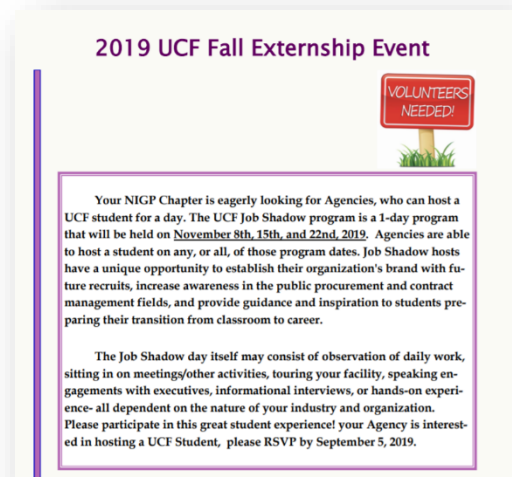 2019 UCF Fall Externship Event
VOLUNTEERS
NEEDED!
Your NIGP Chapter is eagerly looking for Agencies, who can host a
UCF student for a day. The UCF Job Shadow program is a 1-day program
that will be held on November 8th, 15th, and 22nd, 2019. Agencies are able
to host a student on any, or all, of those program dates. Job Shadow hosts
have a unique opportunity to establish their organization's brand with fu-
ture recruits, increase awareness in the public procurement and contract
management fields, and provide guidance and inspiration to students pre-
paring their transition from classroom to career.
The Job Shadow day itself may consist of observation of daily work,
sitting in on meetings/other activities, touring your facility, speaking en-
gagements with executives, informational interviews, or hands-on experi-
ence- all dependent on the nature of your industry and organization.
Please participate in this great student experience! your Agency is interest-
ed in hosting a UCF Student, please RSVP by September 5, 2019.